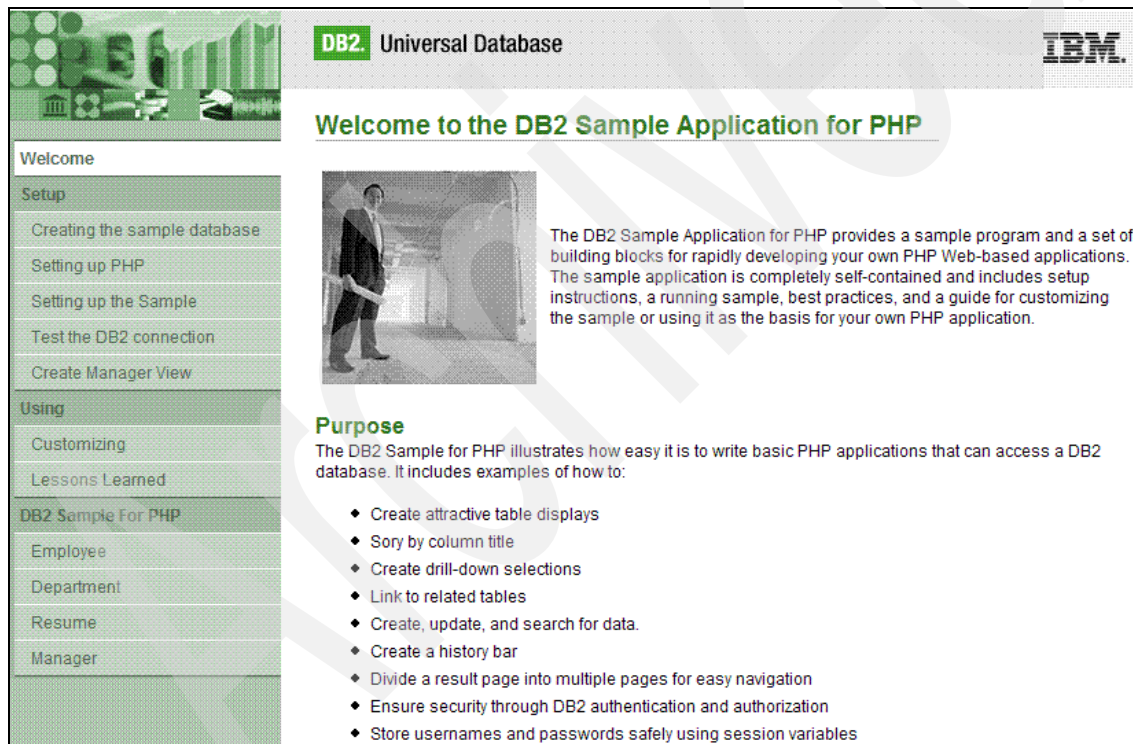 DB2. Universal Database
IBM.
Welcome to the DB2 Sample Application for PHP
Welcome
Setup
Creating the sample database
Setting up PHP
Setting up the Sample
Test the DB2 connection
Create Manager View
Using
Customizing
Lessons Learned
DB2 Sample For PHP
Employee
Department
Resume
Manager
The DB2 Sample Application for PHP provides a sample program and a set of
building blocks for rapidly developing your own PHP Web-based applications.
The sample application is completely self-contained and includes setup
instructions, a running sample, best practices, and a guide for customizing
the sample or using it as the basis for your own PHP application.
Purpose
The DB2 Sample for PHP illustrates how easy it is to write basic PHP applications that can access a DB2
database. It includes examples of how to:
Create attractive table displays
Sory by column title
Create drill-down selections
Link to related tables
Create, update, and search for data.
Create a history bar
Divide a result page into multiple pages for easy navigation
Ensure security through DB2 authentication and authorization
Store usernames and passwords safely using session variables